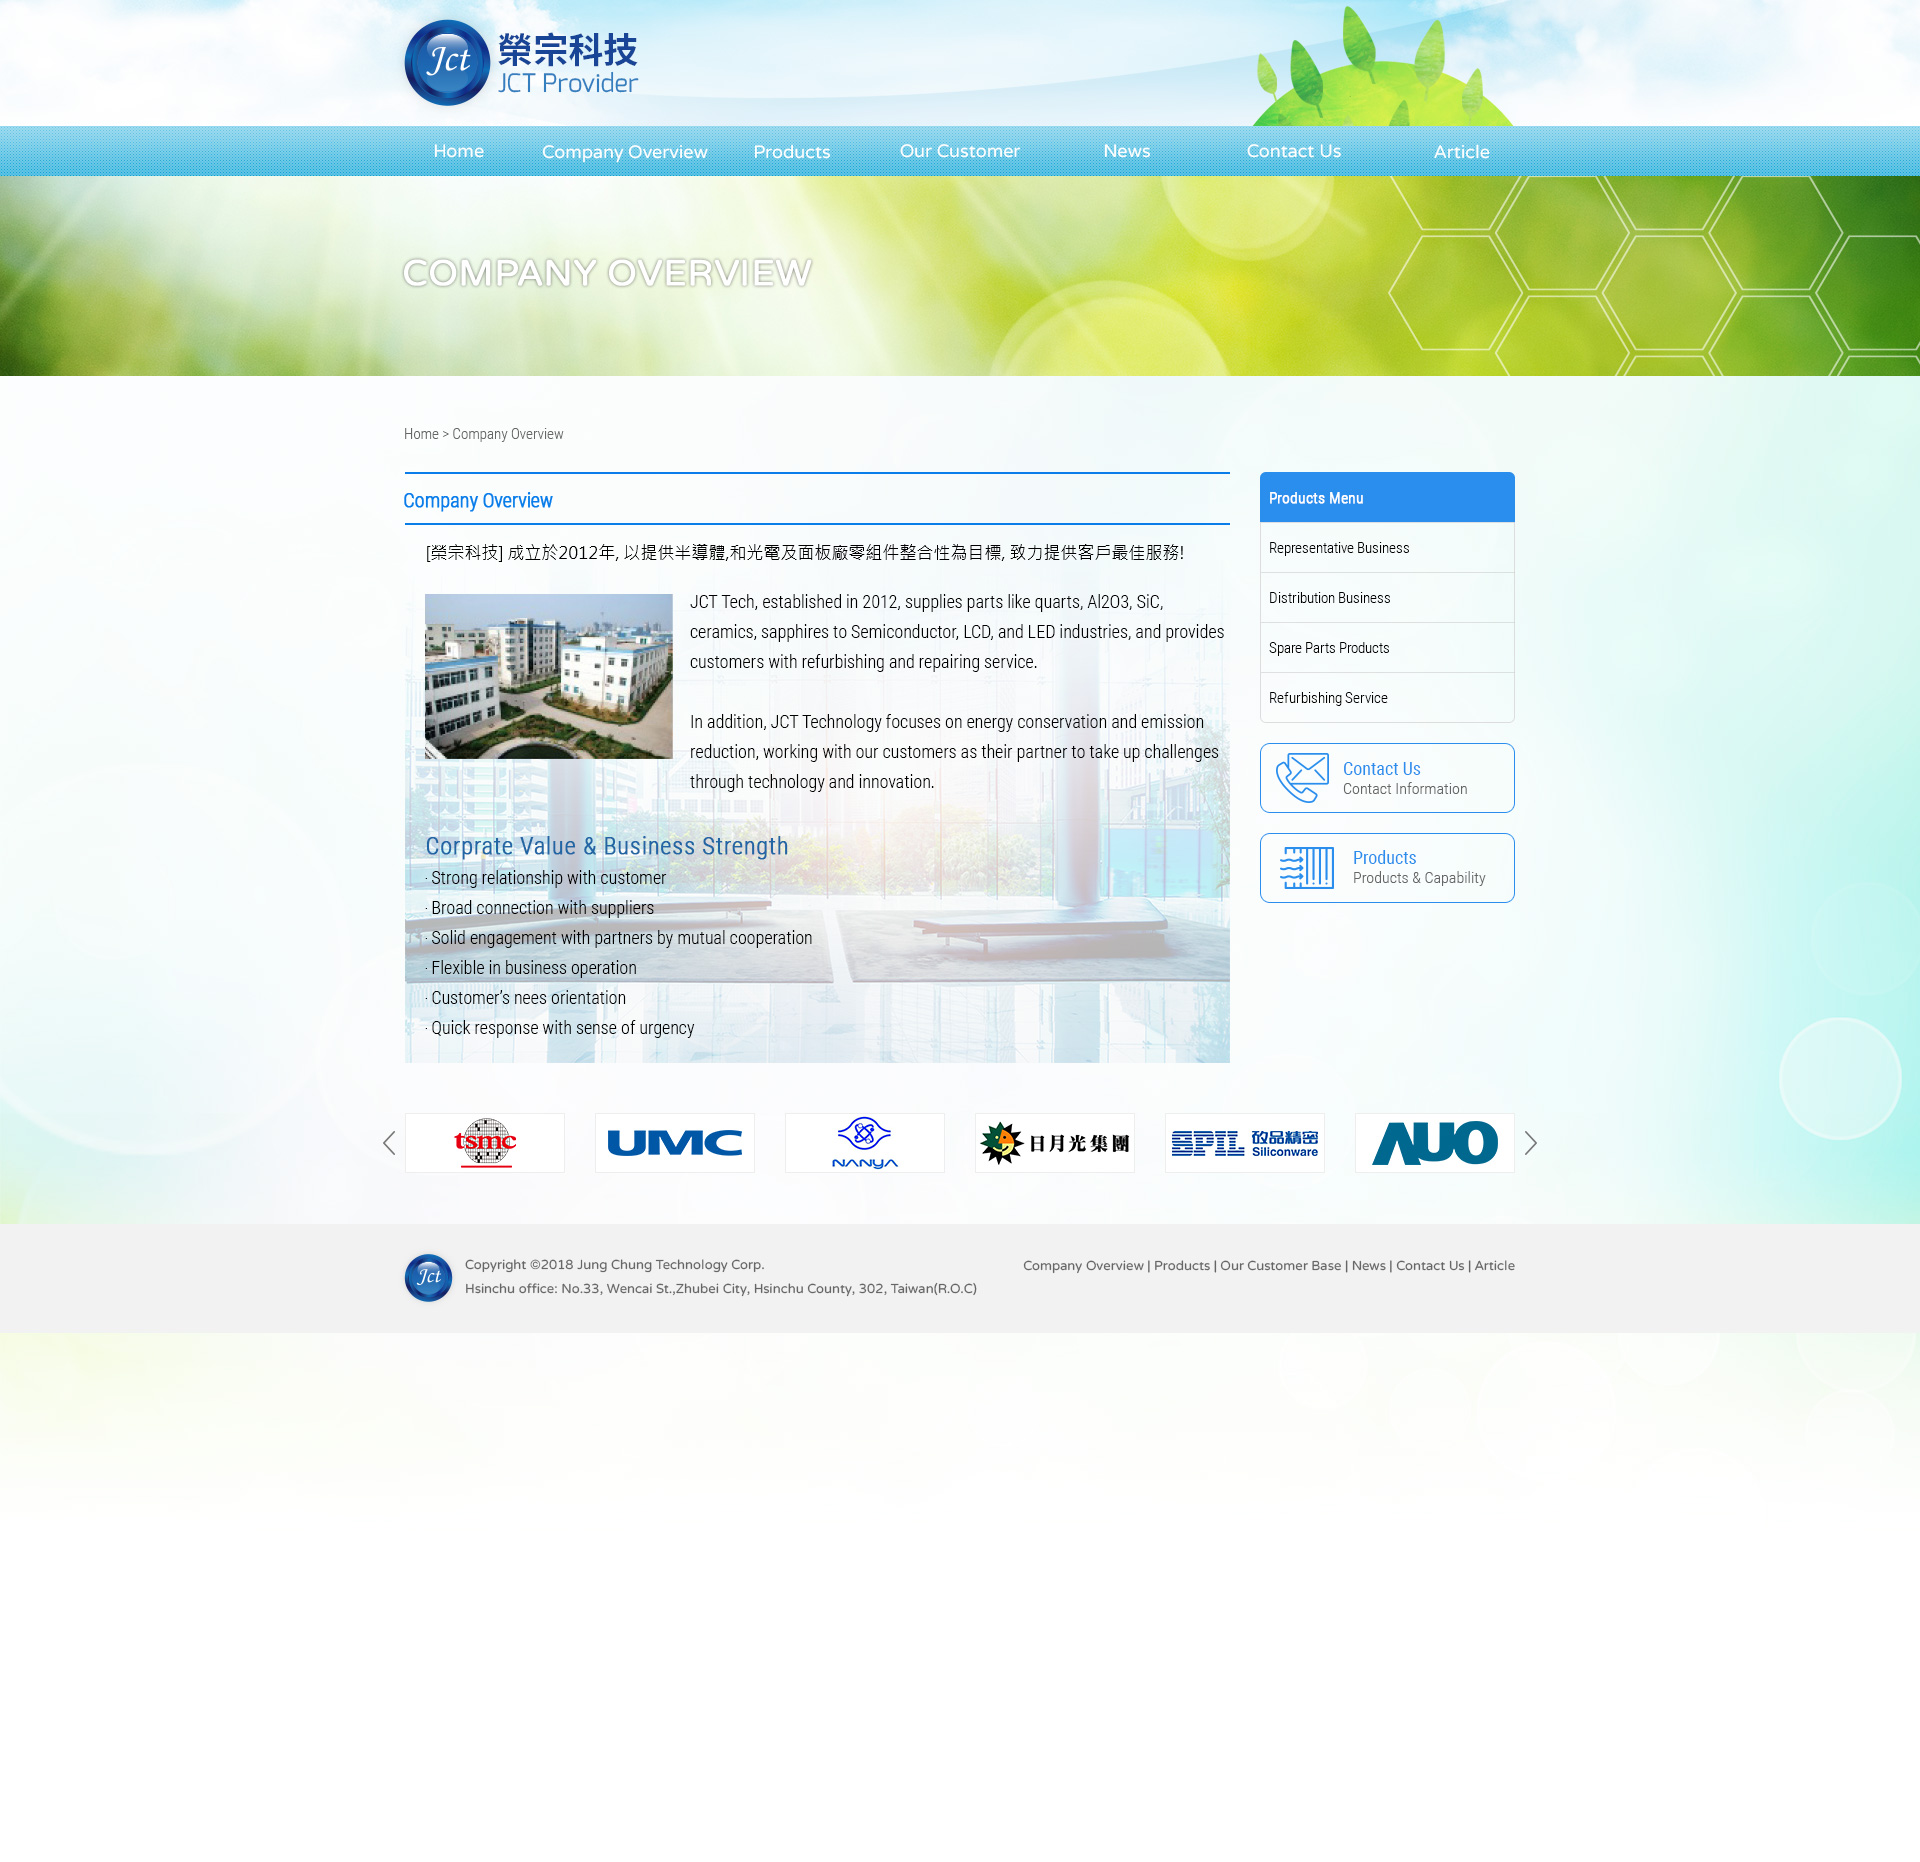 Jct 榮宗科技
JCT Provider
Home Company Overview Products Our Customer News Contact Us Article
COMPANY OVERVIEW
Home > Company Overview
Company Overview
[榮宗科技] 成立於2012年, 以提供半導體,和光電及面板廠零組件整合性為目標, 致力提供客戶最佳服務!
JCT Tech, established in 2012, supplies parts like quarts, Al2O3, SiC,
ceramics, sapphires to Semiconductor, LCD, and LED industries, and provides
customers with refurbishing and repairing service.
In addition, JCT Technology focuses on energy conservation and emission
reduction, working with our customers as their partner to take up challenges
through technology and innovation.
Corprate Value & Business Strength
· Strong relationship with customer
· Broad connection with suppliers
· Solid engagement with partners by mutual cooperation
· Flexible in business operation
· Customer’s nees orientation
· Quick response with sense of urgency
Products Menu
Representative Business
Distribution Business
Spare Parts Products
Refurbishing Service
Contact Us
Contact Information
Products
Products & Capability
tsmc
UMC
NANYA
日月光集團
SPIL 矽品精密
Siliconware
AUO
Jct
Copyright ©2018 Jung Chung Technology Corp.
Hsinchu office: No.33, Wencai St.,Zhubei City, Hsinchu County, 302, Taiwan(R.O.C)
Company Overview | Products | Our Customer Base | News | Contact Us | Article